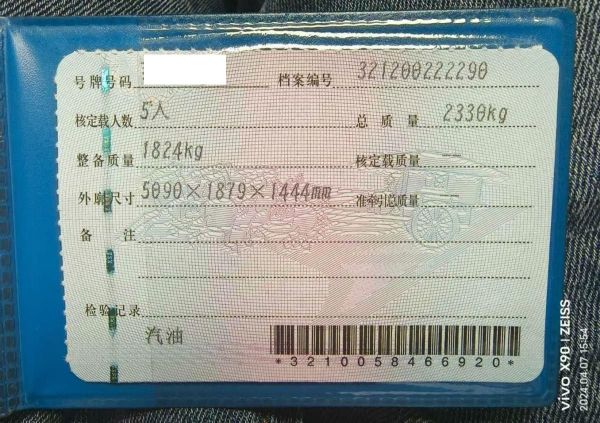 号牌号码 档案编号 321200222290
核定载人数 5人 总质量 2330kg
整备质量 1824kg 核定载质量 --
外廓尺寸 5090×1879×1444mm 准牵引总质量 --
备注
检验记录
汽油
*3210058466920*
vivo X90 | ZEISS
2024.04.07 15:54